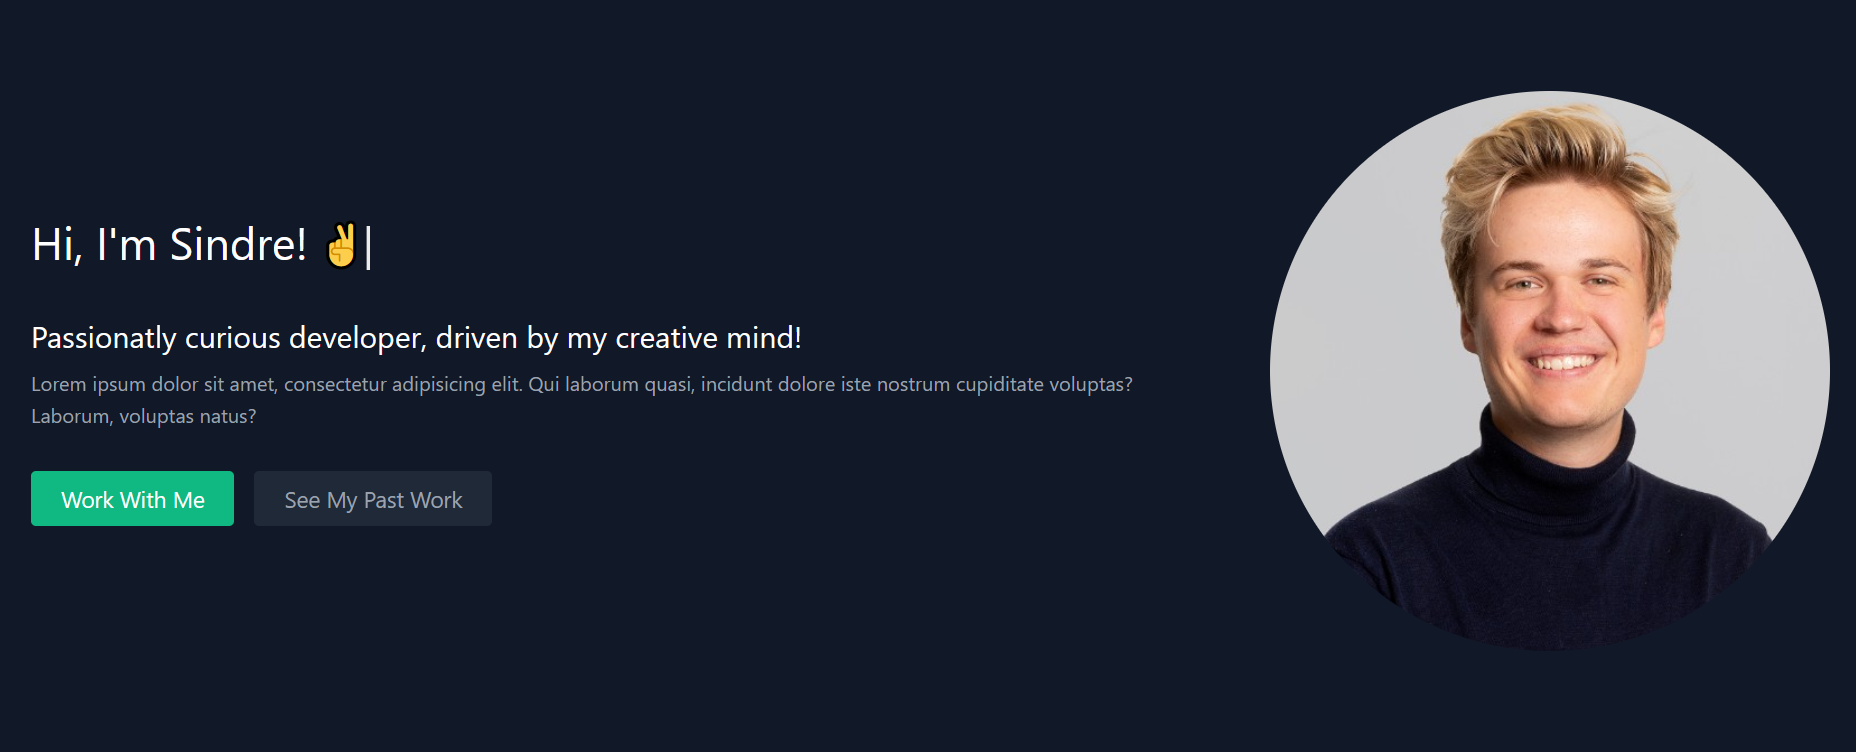 Hi, I'm Sindre! ✌|
Passionatly curious developer, driven by my creative mind!
Lorem ipsum dolor sit amet, consectetur adipisicing elit. Qui laborum quasi, incidunt dolore iste nostrum cupiditate voluptas?
Laborum, voluptas natus?
Work With Me
See My Past Work